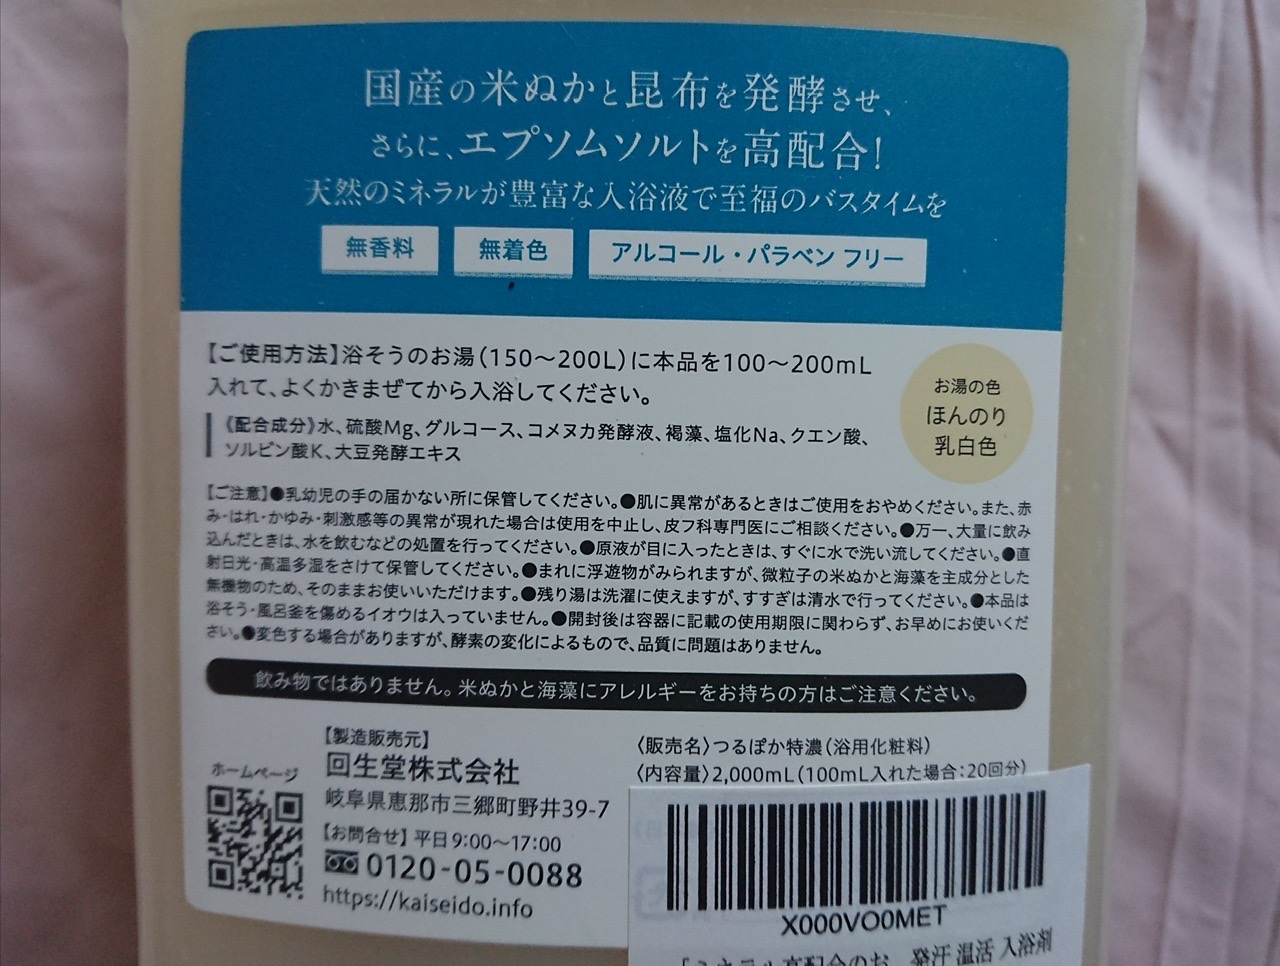 国産の米ぬかと昆布を発酵させ、
さらに、エプソムソルトを高配合!
天然のミネラルが豊富な入浴液で至福のバスタイムを
無香料 無着色 アルコール・パラベン フリー
【ご使用方法】浴そうのお湯(150〜200L)に本品を100〜200mL
入れて、よくかきまぜてから入浴してください。
《配合成分》水、硫酸Mg、グルコース、コメヌカ発酵液、褐藻、塩化Na、クエン酸、
ソルビン酸K、大豆発酵エキス
お湯の色
ほんのり
乳白色
【ご注意】●乳幼児の手の届かない所に保管してください。●肌に異常があるときはご使用をおやめください。また、赤
み・はれ・かゆみ・刺激感等の異常が現れた場合は使用を中止し、皮フ科専門医にご相談ください。●万一、大量に飲み
込んだときは、水を飲むなどの処置を行ってください。●原液が目に入ったときは、すぐに水で洗い流してください。●直
射日光・高温多湿をさけて保管してください。●まれに浮遊物がみられますが、微粒子の米ぬかと海藻を主成分とした
無機物のため、そのままお使いいただけます。●残り湯は洗濯に使えますが、すすぎは清水で行ってください。●本品は
浴そう・風呂釜を傷めるイオウは入っていません。●開封後は容器に記載の使用期限に関わらず、お早めにお使いくだ
さい。●変色する場合がありますが、酵素の変化によるもので、品質に問題はありません。
飲み物ではありません。米ぬかと海藻にアレルギーをお持ちの方はご注意ください。
ホームページ
【製造販売元】
回生堂株式会社
岐阜県恵那市三郷町野井39-7
【お問合せ】平日9:00〜17:00
0120-05-0088
https://kaiseido.info
〈販売名〉つるぽか特濃(浴用化粧料)
〈内容量〉2,000mL(100mL入れた場合:20回分)
X000VO0MET
「ミネラル高配合のお 発汗 温活 入浴剤